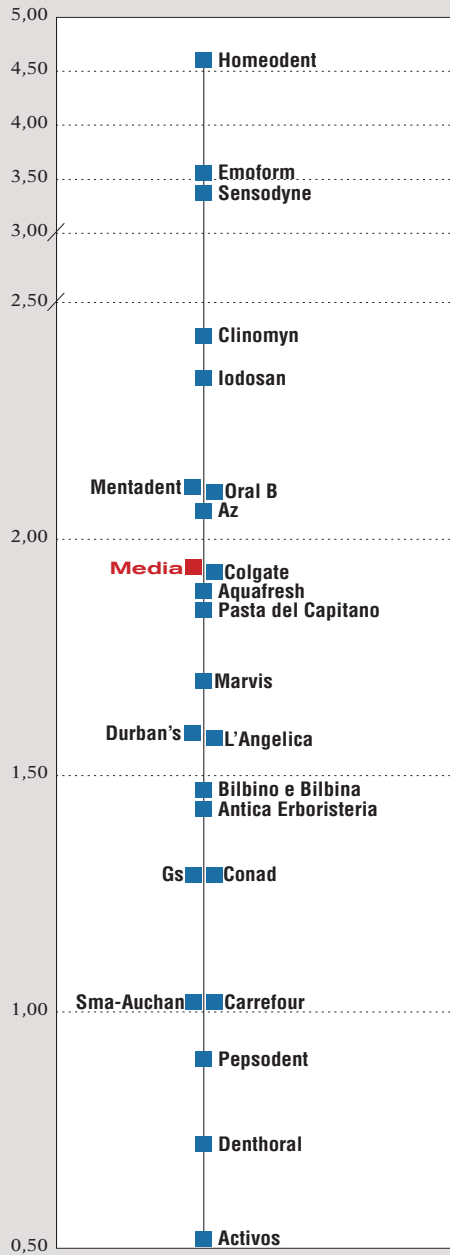 5,00
Homeodent
4,50
4,00
Emoform
3,50
Sensodyne
3,00
2,50
Clinomyn
Iodosan
Mentadent
Oral B
Az
2,00
Media
Colgate
Aquafresh
Pasta del Capitano
Marvis
Durban's
L'Angelica
1,50
Bilbino e Bilbina
Antica Erboristeria
Gs
Conad
Sma-Auchan
Carrefour
1,00
Pepsodent
Denthoral
Activos
0,50